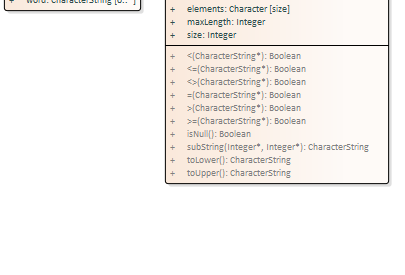 + word: CharacterString [0..*]
+ elements: Character [size]
+ maxLength: Integer
+ size: Integer
+ <(CharacterString*): Boolean
+ <=(CharacterString*): Boolean
+ <>(CharacterString*): Boolean
+ =(CharacterString*): Boolean
+ >(CharacterString*): Boolean
+ >=(CharacterString*): Boolean
+ isNull(): Boolean
+ subString(Integer*, Integer*): CharacterString
+ toLower(): CharacterString
+ toUpper(): CharacterString